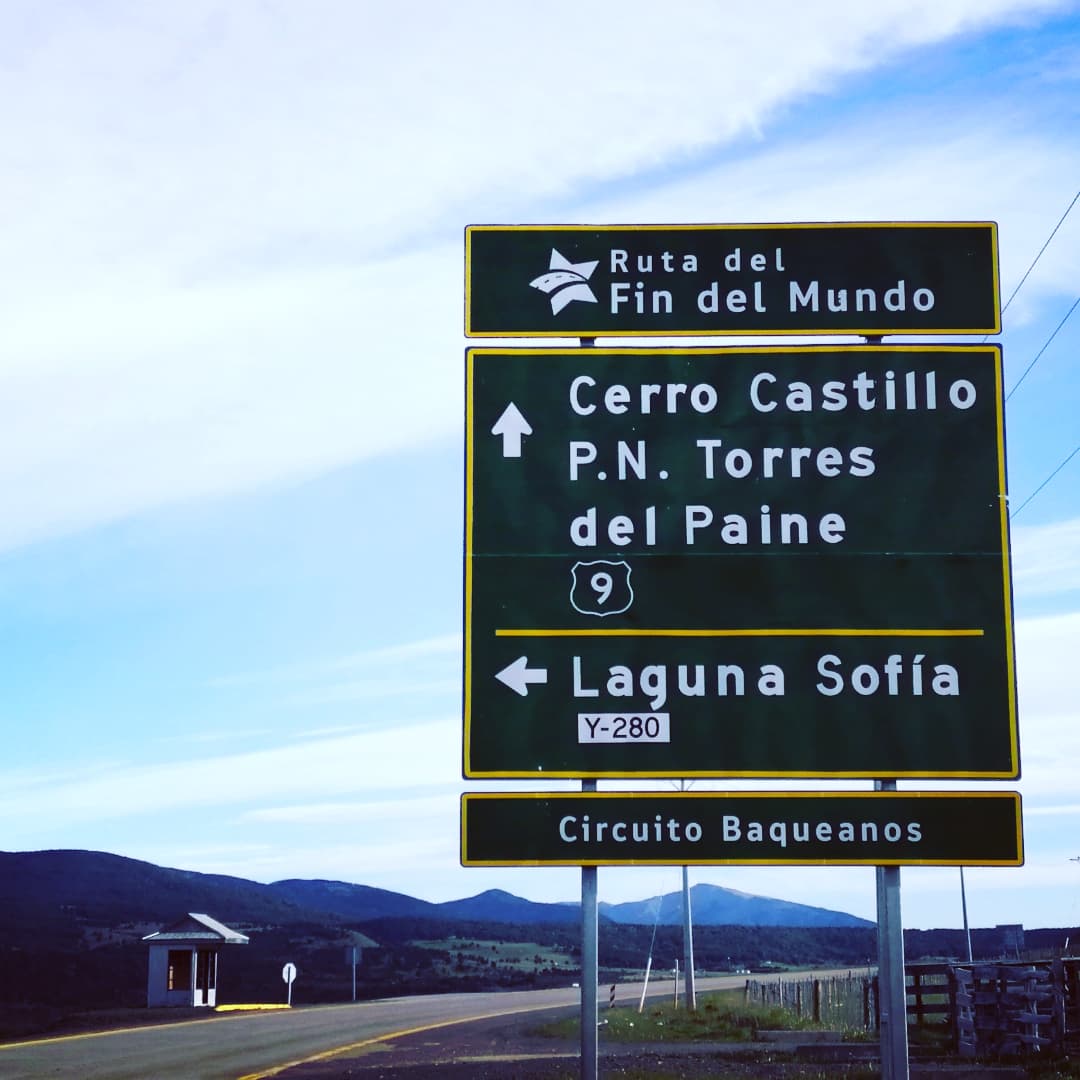 Ruta del
Fin del Mundo
Cerro Castillo
P.N. Torres
del Paine
9
Laguna Sofía
Y-280
Circuito Baqueanos